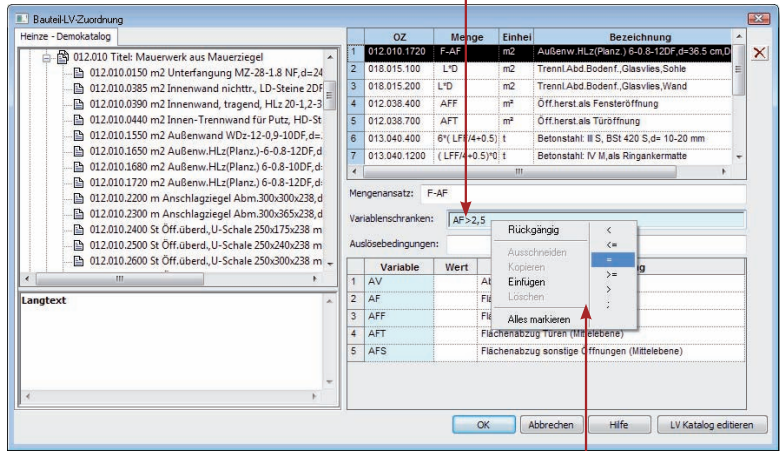 Bauteil-LV-Zuordnung
Heinze - Demokatalog
012.010 Titel: Mauerwerk aus Mauerziegel
012.010.0150 m2 Unterfangung MZ-28-1.8 NF,d=24
012.010.0385 m2 Innenwand nichttr., LD-Steine 2DF
012.010.0390 m2 Innenwand, tragend, HLz 20-1,2-3
012.010.0440 m2 Innen-Trennwand für Putz, HD-St
012.010.1550 m2 Außenwand WDz-12-0,9-10DF,d=.
012.010.1650 m2 Außenw.HLz(Planz.)-6-0.8-12DF,d
012.010.1680 m2 Außenw.HLz(Planz.) 6-0.8-10DF,d:
012.010.1720 m2 Außenw.HLz(Planz.) 6-0.8-12DF,d:
012.010.2200 m Anschlagziegel Abm.300x300x238,d
012.010.2300 m Anschlagziegel Abm.300x365x238,d
012.010.2400 St Öff.überd.,U-Schale 250x175x238 m
012.010.2500 St Öff.überd.,U-Schale 250x240x238 m
012.010.2600 St Öff.überd.,U-Schale 250x300x238 m
Langtext
OZ Menge Einhei Bezeichnung
1 012.010.1720 F-AF m2 Außenw.HLz(Planz.) 6-0.8-12DF,d=36.5 cm,D
2 018.015.100 L*D m2 Trennl.Abd.Bodenf.,Glasvlies,Sohle
3 018.015.200 L*D m2 Trennl.Abd.Bodenf.,Glasvlies,Wand
4 012.038.400 AFF m² Öff.herst.als Fensteröffnung
5 012.038.700 AFT m² Öff.herst.als Türöffnung
6 013.040.400 6*( LFF/4+0.5) t Betonstahl: III S, BSt 420 S,d= 10-20 mm
7 013.040.1200 ( LFF/4+0.5)*0 t Betonstahl: IV M,als Ringankermatte
Mengenansatz: F-AF
Variablenschranken: AF>2,5
Auslösebedingungen:
Variable Wert
1 AV
2 AF
3 AFF
4 AFT Flächenabzug Türen (Mittelebene)
5 AFS Flächenabzug sonstige Öffnungen (Mittelebene)
Rückgängig
Ausschneiden
Kopieren
Einfügen
Löschen
Alles markieren
<
<=
=
>=
>
;
OK Abbrechen Hilfe LV Katalog editieren